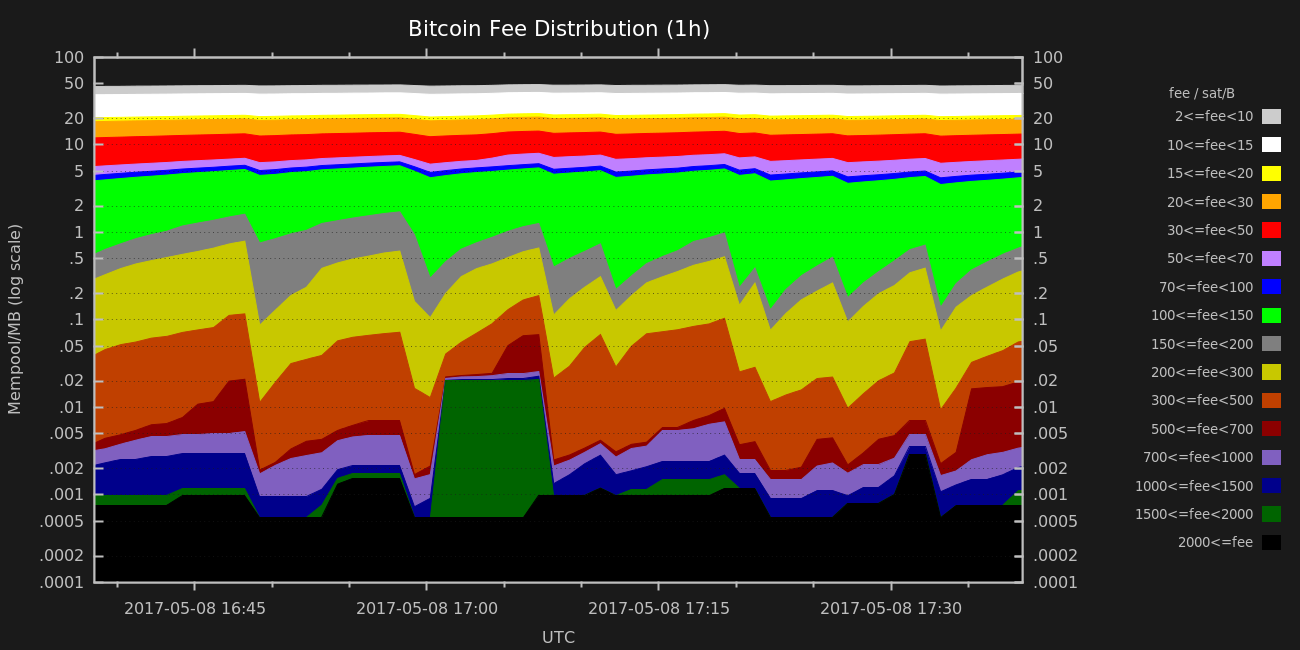 Bitcoin Fee Distribution (1h)
Mempool/MB (log scale)
100
50
20
10
5
2
1
.5
.2
.1
.05
.02
.01
.005
.002
.001
.0005
.0002
.0001
100
50
20
10
5
2
1
.5
.2
.1
.05
.02
.01
.005
.002
.001
.0005
.0002
.0001
fee / sat/B
2<=fee<10
10<=fee<15
15<=fee<20
20<=fee<30
30<=fee<50
50<=fee<70
70<=fee<100
100<=fee<150
150<=fee<200
200<=fee<300
300<=fee<500
500<=fee<700
700<=fee<1000
1000<=fee<1500
1500<=fee<2000
2000<=fee
2017-05-08 16:45
2017-05-08 17:00
2017-05-08 17:15
2017-05-08 17:30
UTC